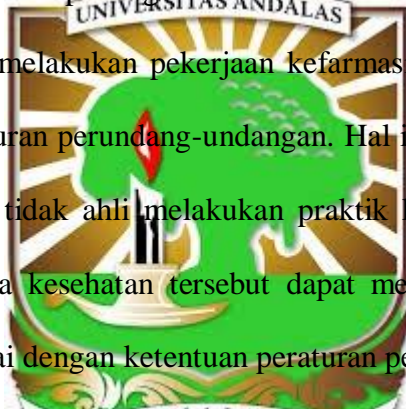 UNIVERSITAS ANDALAS
melakukan pekerjaan kefarmas
uran perundang-undangan. Hal i
tidak ahli melakukan praktik
a kesehatan tersebut dapat me
ai dengan ketentuan peraturan pe